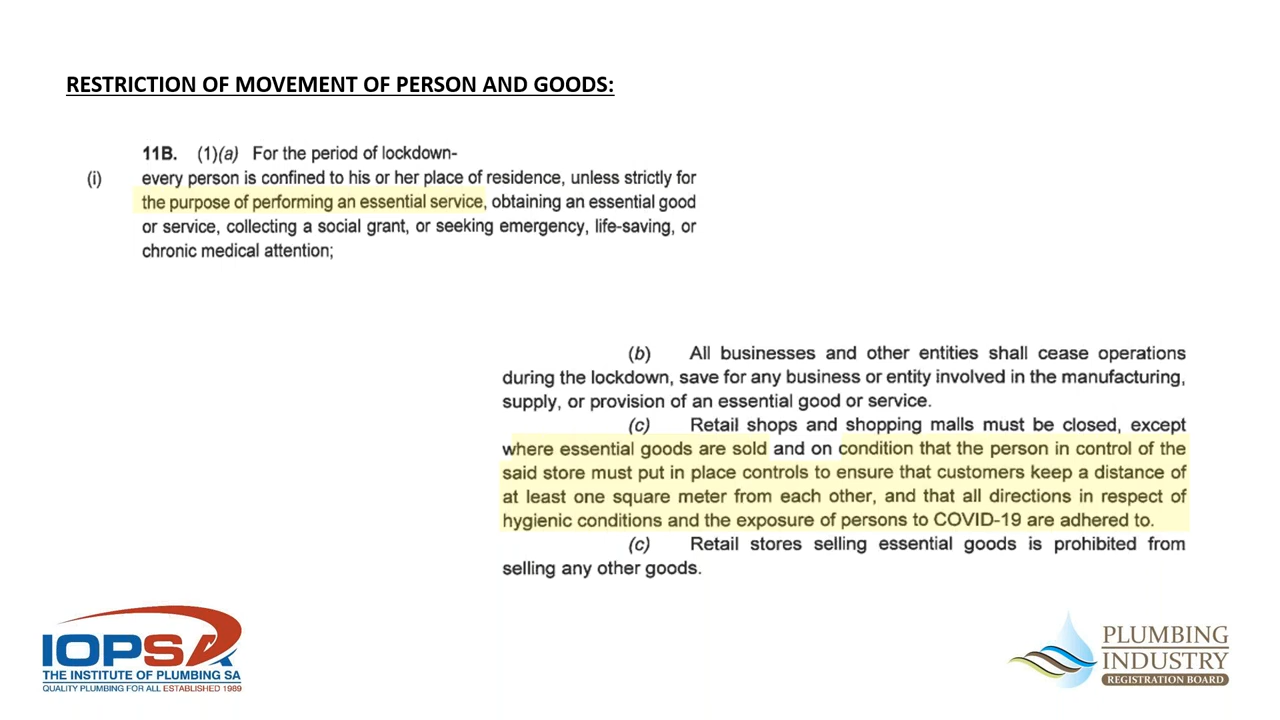 RESTRICTION OF MOVEMENT OF PERSON AND GOODS:
11B. (1)(a) For the period of lockdown-
(i) every person is confined to his or her place of residence, unless strictly for
the purpose of performing an essential service, obtaining an essential good
or service, collecting a social grant, or seeking emergency, life-saving, or
chronic medical attention;
(b) All businesses and other entities shall cease operations
during the lockdown, save for any business or entity involved in the manufacturing,
supply, or provision of an essential good or service.
(c) Retail shops and shopping malls must be closed, except
where essential goods are sold and on condition that the person in control of the
said store must put in place controls to ensure that customers keep a distance of
at least one square meter from each other, and that all directions in respect of
hygienic conditions and the exposure of persons to COVID-19 are adhered to.
(c) Retail stores selling essential goods is prohibited from
selling any other goods.
IOPSA
THE INSTITUTE OF PLUMBING SA
QUALITY PLUMBING FOR ALL ESTABLISHED 1989
PLUMBING
INDUSTRY
REGISTRATION BOARD